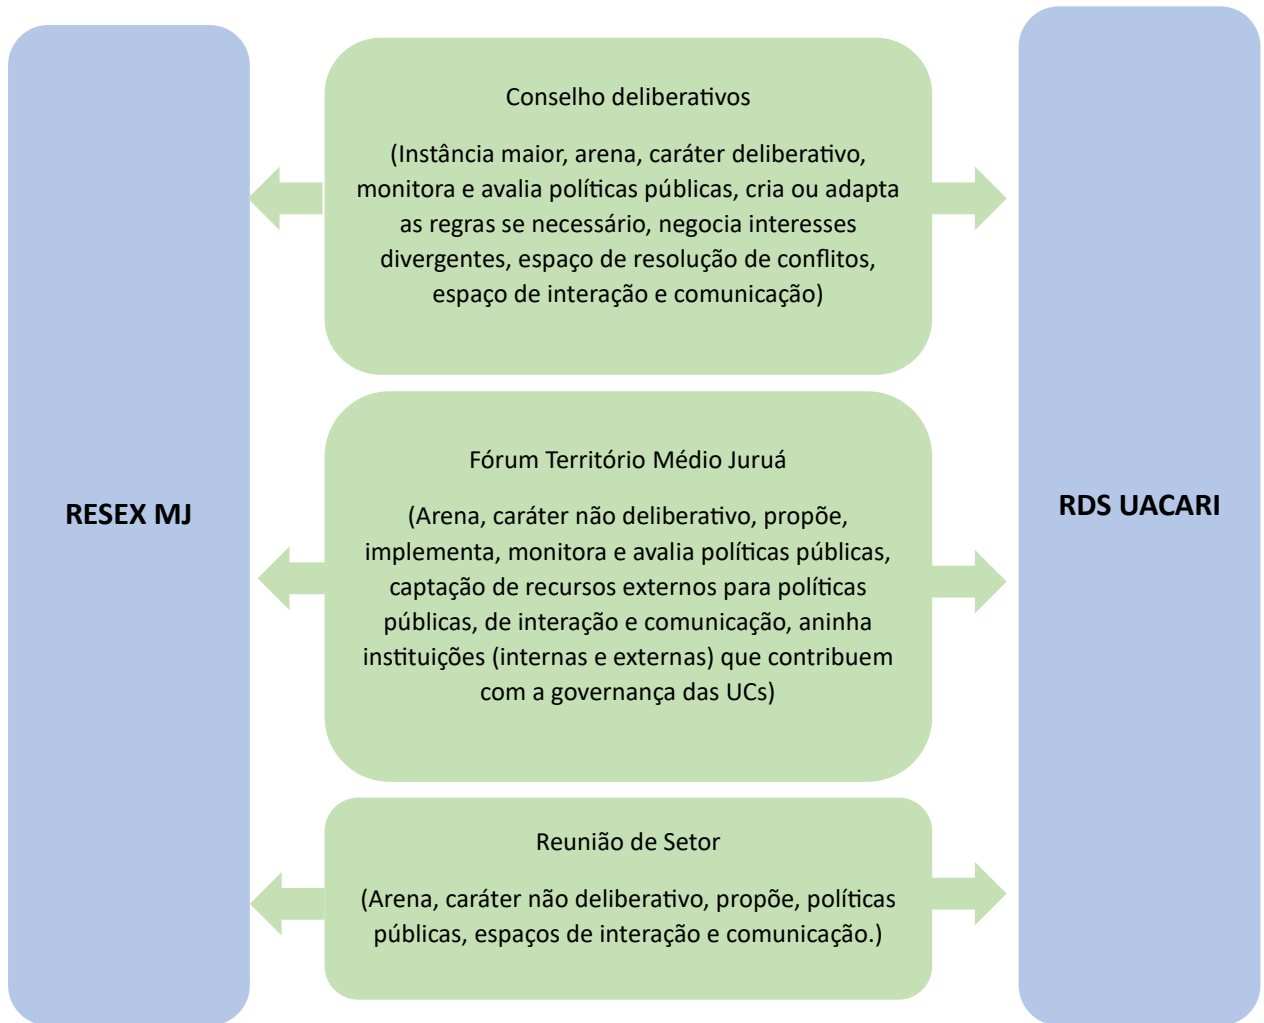 Conselho deliberativos
(Instância maior, arena, caráter deliberativo,
monitora e avalia políticas públicas, cria ou adapta
as regras se necessário, negocia interesses
divergentes, espaço de resolução de conflitos,
espaço de interação e comunicação)
Fórum Território Médio Juruá
(Arena, caráter não deliberativo, propõe,
implementa, monitora e avalia políticas públicas,
captação de recursos externos para políticas
públicas, de interação e comunicação, aninha
instituições (internas e externas) que contribuem
com a governança das UCs)
RESEX MJ
RDS UACARI
Reunião de Setor
(Arena, caráter não deliberativo, propõe, políticas
públicas, espaços de interação e comunicação.)